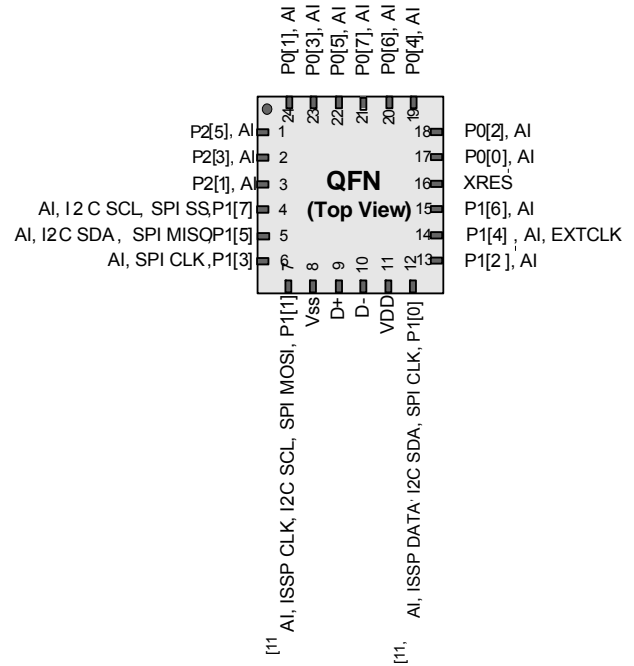 P0[1], AI
P0[3], AI
P0[5], AI
P0[7], AI
P0[6], AI
P0[4], AI
24
23
22
21
20
19
P2[5], AI
1
18
P0[2], AI
P2[3], AI
2
17
P0[0], AI
P2[1], AI
3
QFN
16
XRES
AI, I2 C SCL, SPI SS,P1[7]
4
(Top View)
15
P1[6], AI
AI, I2C SDA , SPI MISO,P1[5]
5
14
P1[4] , AI, EXTCLK
AI, SPI CLK,P1[3]
6
13
P1[2 ], AI
7
8
9
10
11
12
[11
AI, ISSP CLK, I2C SCL, SPI MOSI, P1[1]
Vss
D+
D-
VDD
[11,
AI, ISSP DATA, I2C SDA, SPI CLK, P1[0]